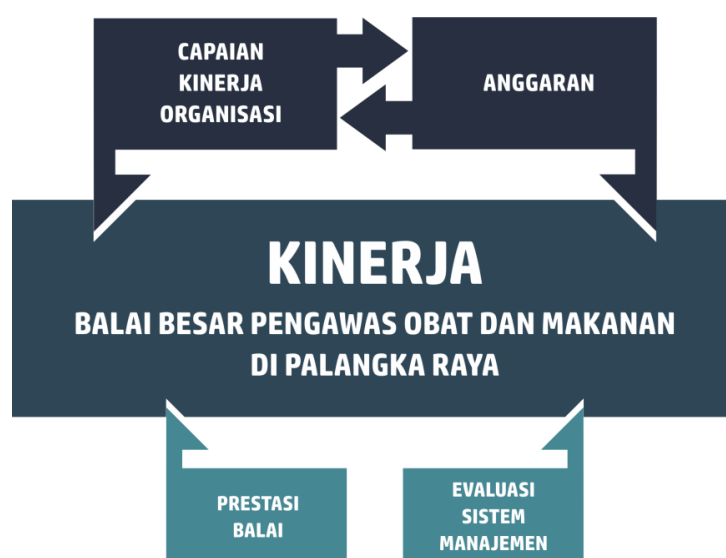 CAPAIAN
KINERJA
ORGANISASI
ANGGARAN
KINERJA
BALAI BESAR PENGAWAS OBAT DAN MAKANAN
DI PALANGKA RAYA
PRESTASI
BALAI
EVALUASI
SISTEM
MANAJEMEN